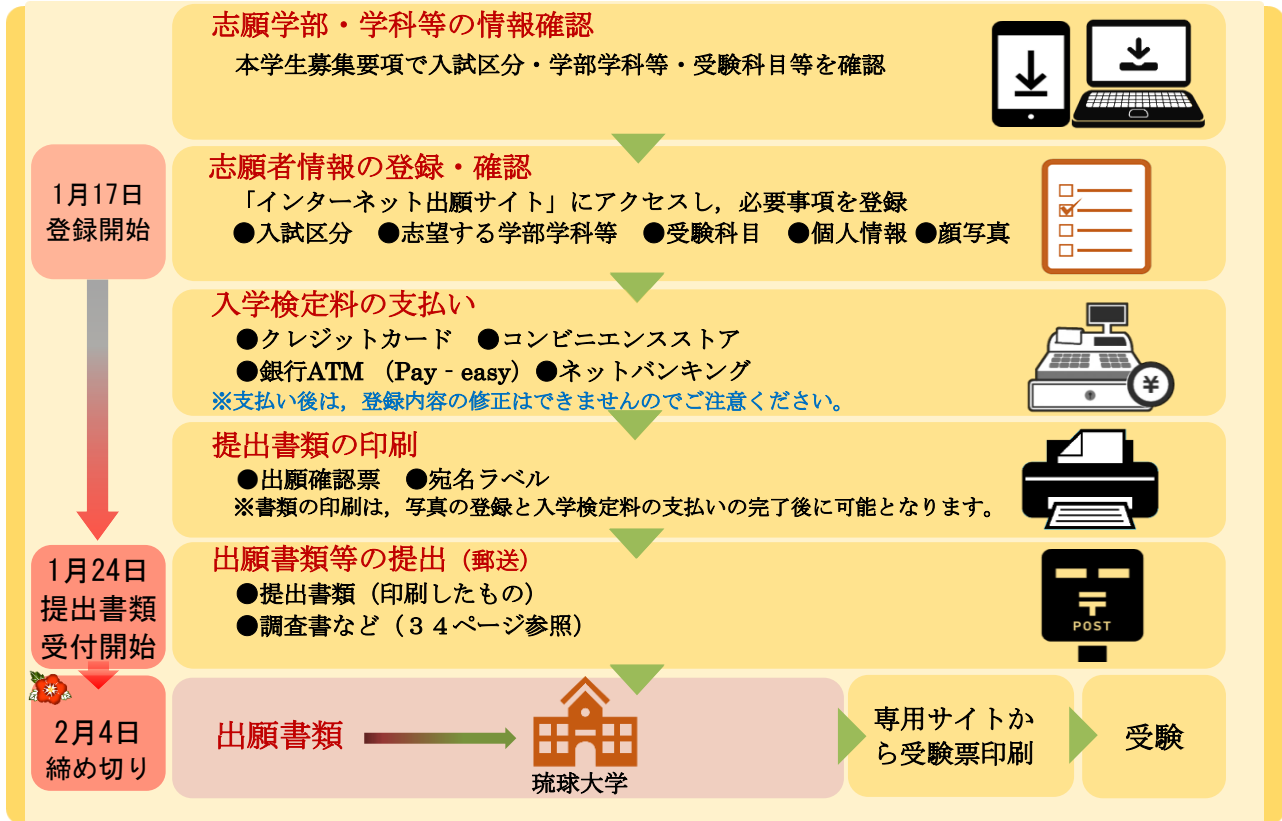 志願学部・学科等の情報確認
本学生募集要項で入試区分・学部学科等・受験科目等を確認
1月17日
登録開始
志願者情報の登録・確認
「インターネット出願サイト」にアクセスし，必要事項を登録
●入試区分　●志望する学部学科等　●受験科目　●個人情報 ●顔写真
入学検定料の支払い
●クレジットカード　●コンビニエンスストア
●銀行ATM （Pay‐easy）●ネットバンキング
※支払い後は，登録内容の修正はできませんのでご注意ください。
¥
提出書類の印刷
●出願確認票　●宛名ラベル
※書類の印刷は，写真の登録と入学検定料の支払いの完了後に可能となります。
1月24日
提出書類
受付開始
出願書類等の提出（郵送）
●提出書類（印刷したもの）
●調査書など（３４ページ参照）
〒
POST
2月4日
締め切り
出願書類
琉球大学
専用サイトか
ら受験票印刷
受験